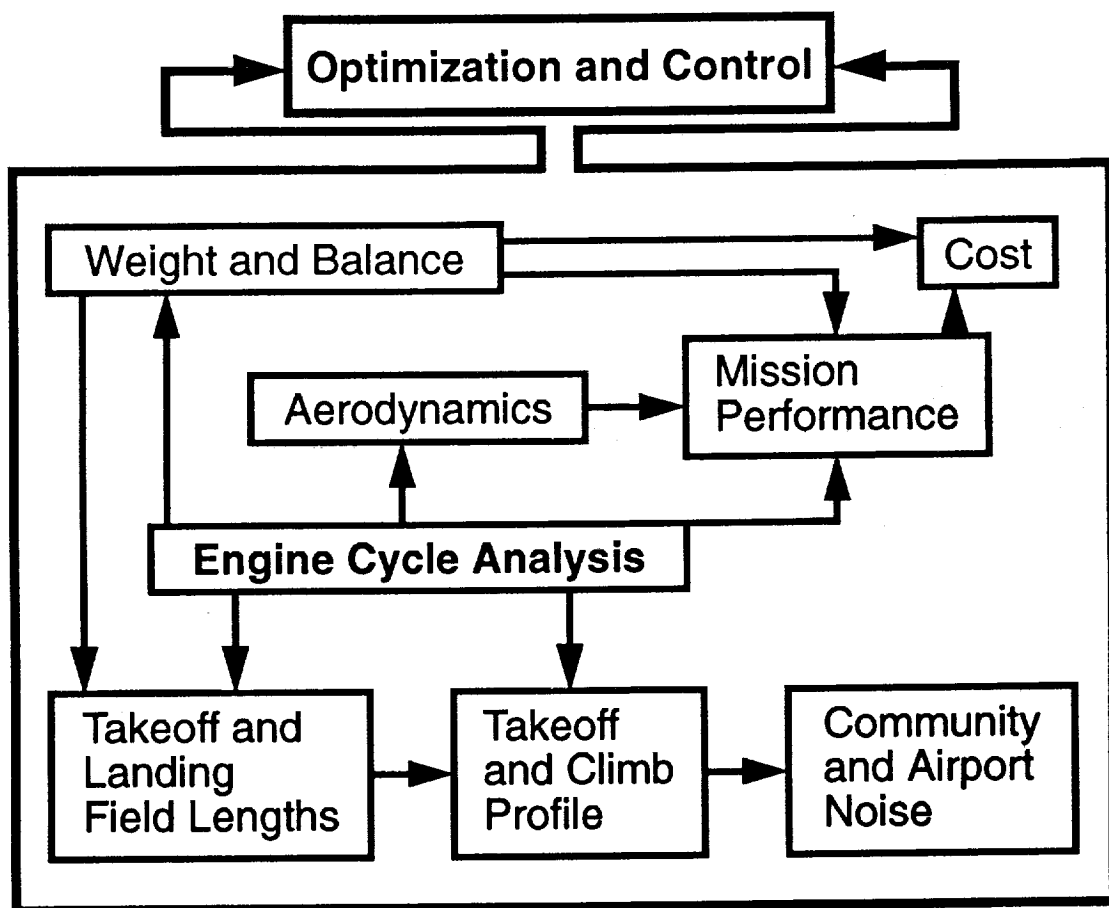 Optimization and Control
Weight and Balance
Cost
Mission
Performance
Aerodynamics
Engine Cycle Analysis
Takeoff and
Landing
Field Lengths
Takeoff
and Climb
Profile
Community
and Airport
Noise